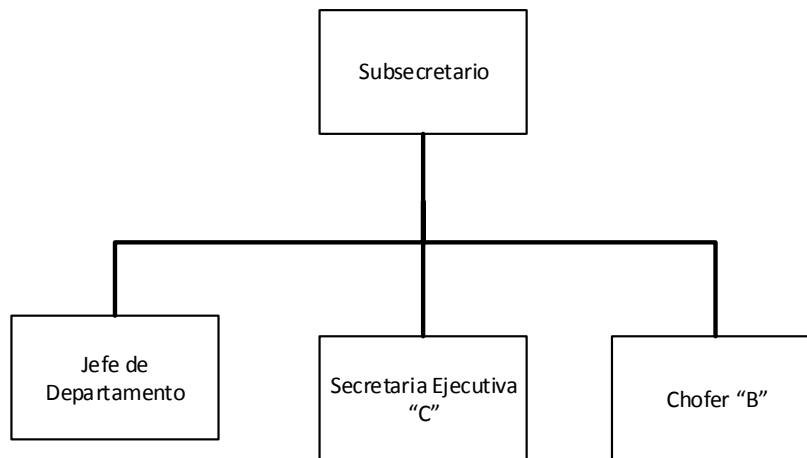 Subsecretario
Jefe de
Departamento
Secretaria Ejecutiva
“C”
Chofer “B”